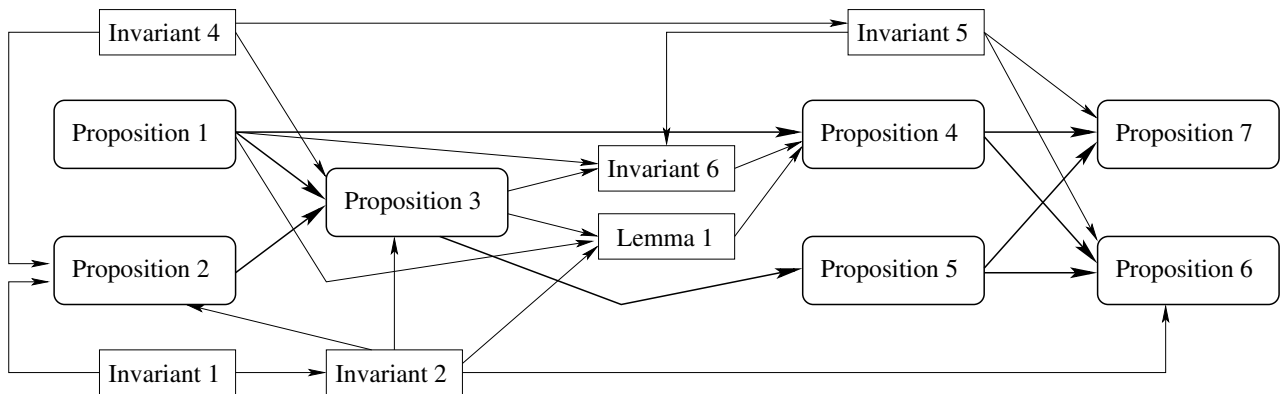 Invariant 4
Invariant 5
Proposition 1
Proposition 4
Proposition 7
Invariant 6
Proposition 3
Lemma 1
Proposition 2
Proposition 5
Proposition 6
Invariant 1
Invariant 2